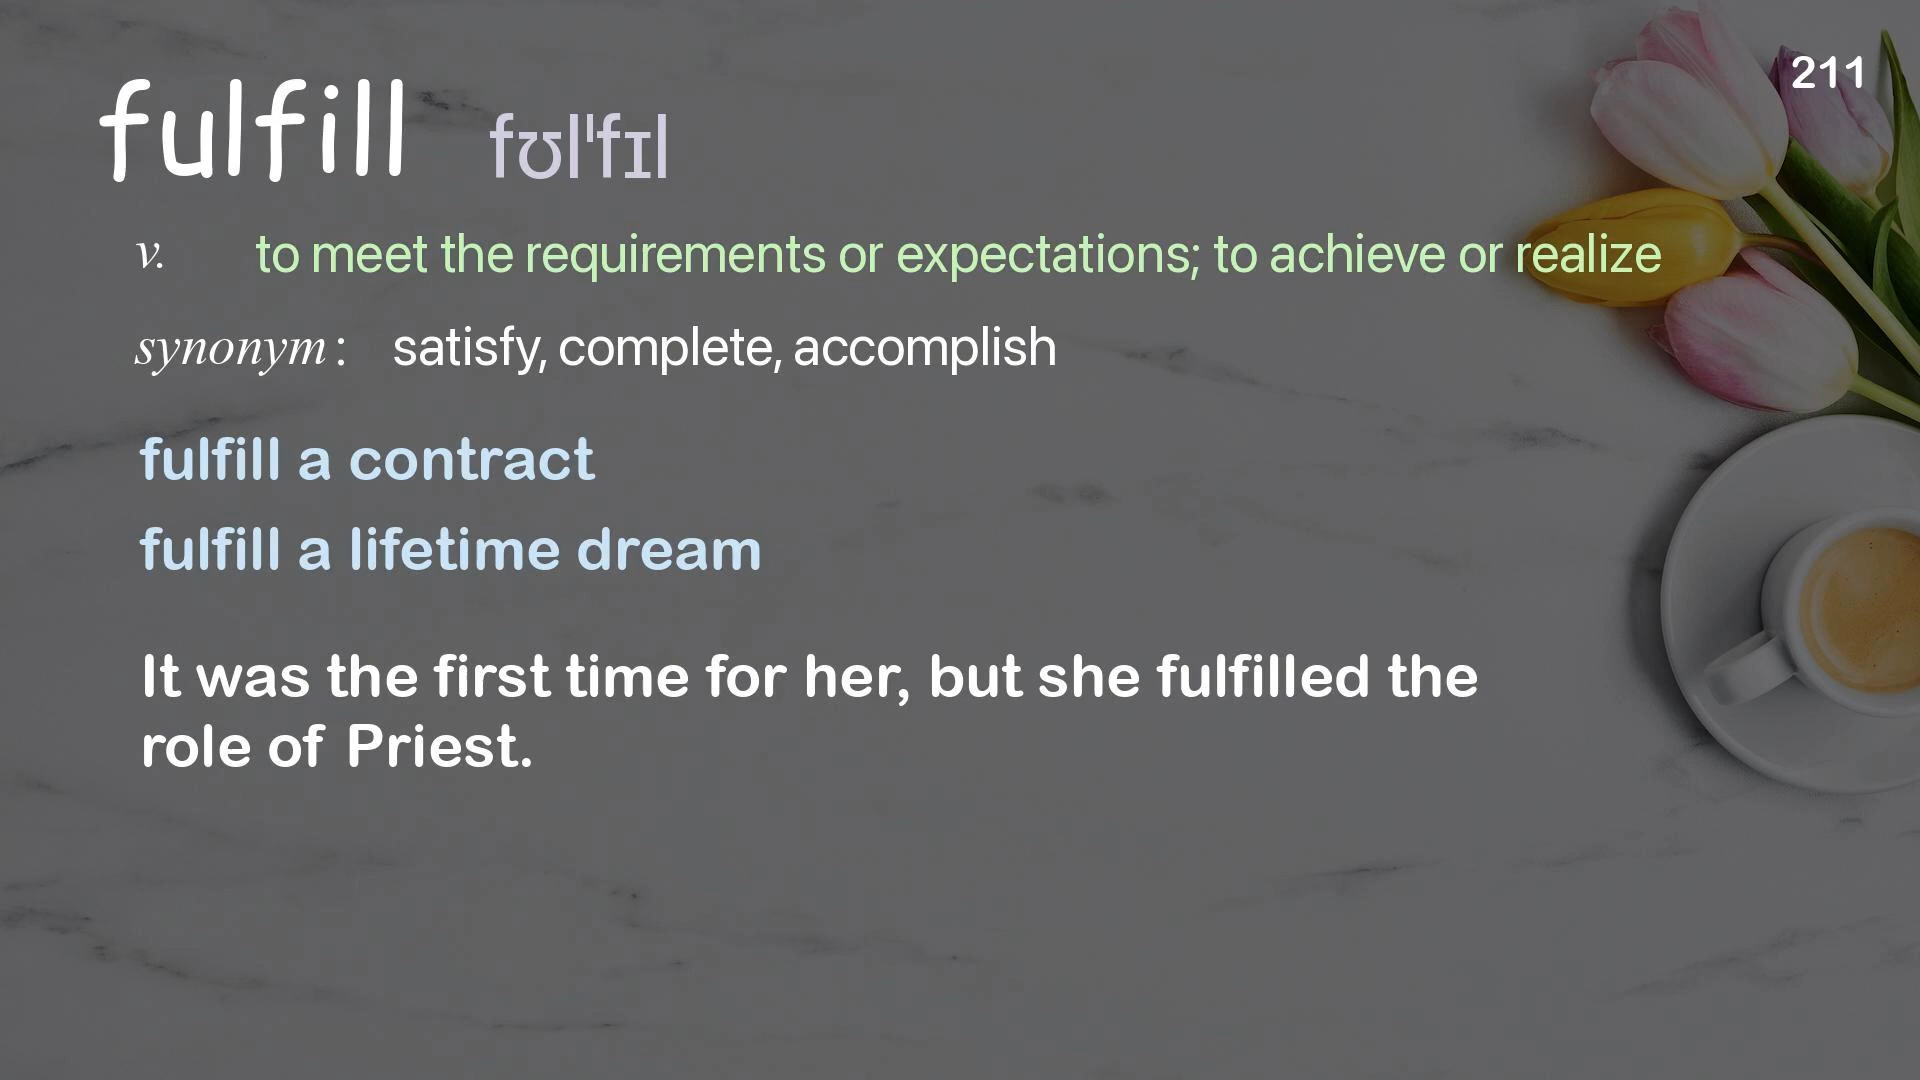 211
fulfill fʊlˈfɪl
v. to meet the requirements or expectations; to achieve or realize
synonym : satisfy, complete, accomplish
fulfill a contract
fulfill a lifetime dream
It was the first time for her, but she fulfilled the
role of Priest.